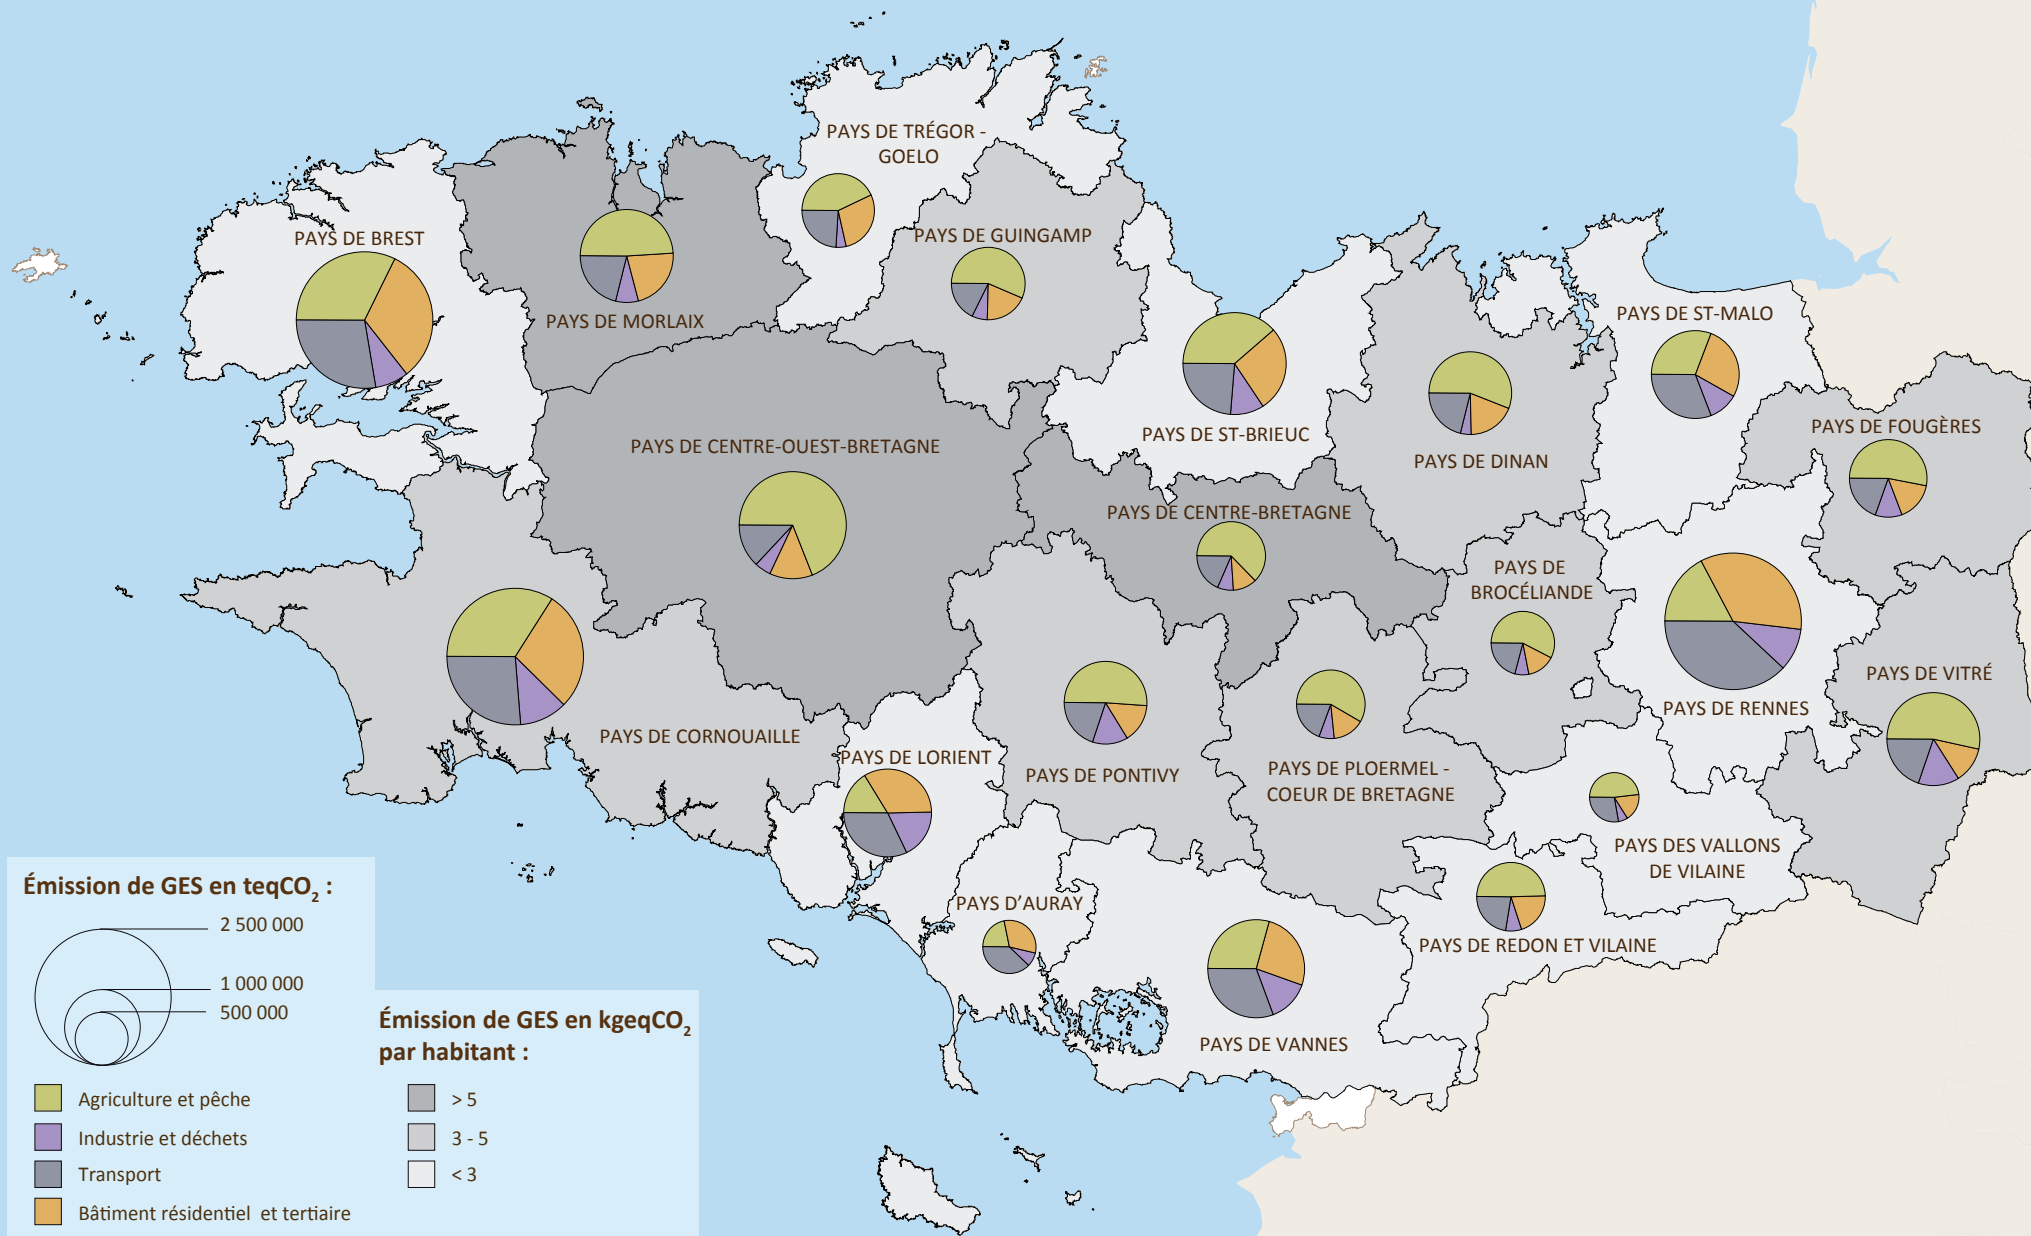 PAYS DE TRÉGOR -
GOELO
PAYS DE BREST
PAYS DE GUINGAMP
PAYS DE MORLAIX
PAYS DE ST-MALO
PAYS DE ST-BRIEUC
PAYS DE FOUGÈRES
PAYS DE CENTRE-OUEST-BRETAGNE
PAYS DE DINAN
PAYS DE CENTRE-BRETAGNE
PAYS DE
BROCÉLIANDE
PAYS DE VITRÉ
PAYS DE RENNES
PAYS DE CORNOUAILLE
PAYS DE LORIENT
PAYS DE PONTIVY
PAYS DE PLOERMEL -
COEUR DE BRETAGNE
PAYS DES VALLONS
DE VILAINE
PAYS D'AURAY
PAYS DE REDON ET VILAINE
PAYS DE VANNES
Émission de GES en teqCO2 :
2 500 000
1 000 000
500 000
Agriculture et pêche
Industrie et déchets
Transport
Bâtiment résidentiel et tertiaire
Émission de GES en kgeqCO2
par habitant :
> 5
3 - 5
< 3